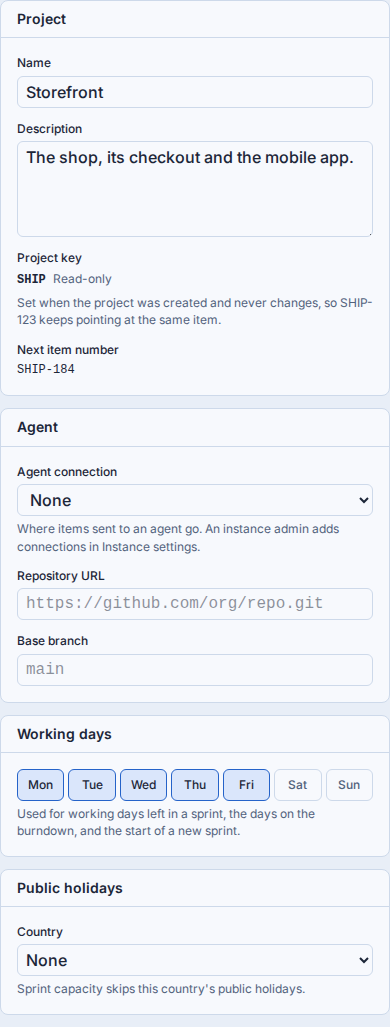 Project
Name
Storefront
Description
The shop, its checkout and the mobile app.
Project key
SHIP Read-only
Set when the project was created and never changes, so SHIP-
123 keeps pointing at the same item.
Next item number
SHIP-184
Agent
Agent connection
None
Where items sent to an agent go. An instance admin adds
connections in Instance settings.
Repository URL
https://github.com/org/repo.git
Base branch
main
Working days
Mon Tue Wed Thu Fri Sat Sun
Used for working days left in a sprint, the days on the
burndown, and the start of a new sprint.
Public holidays
Country
None
Sprint capacity skips this country's public holidays.